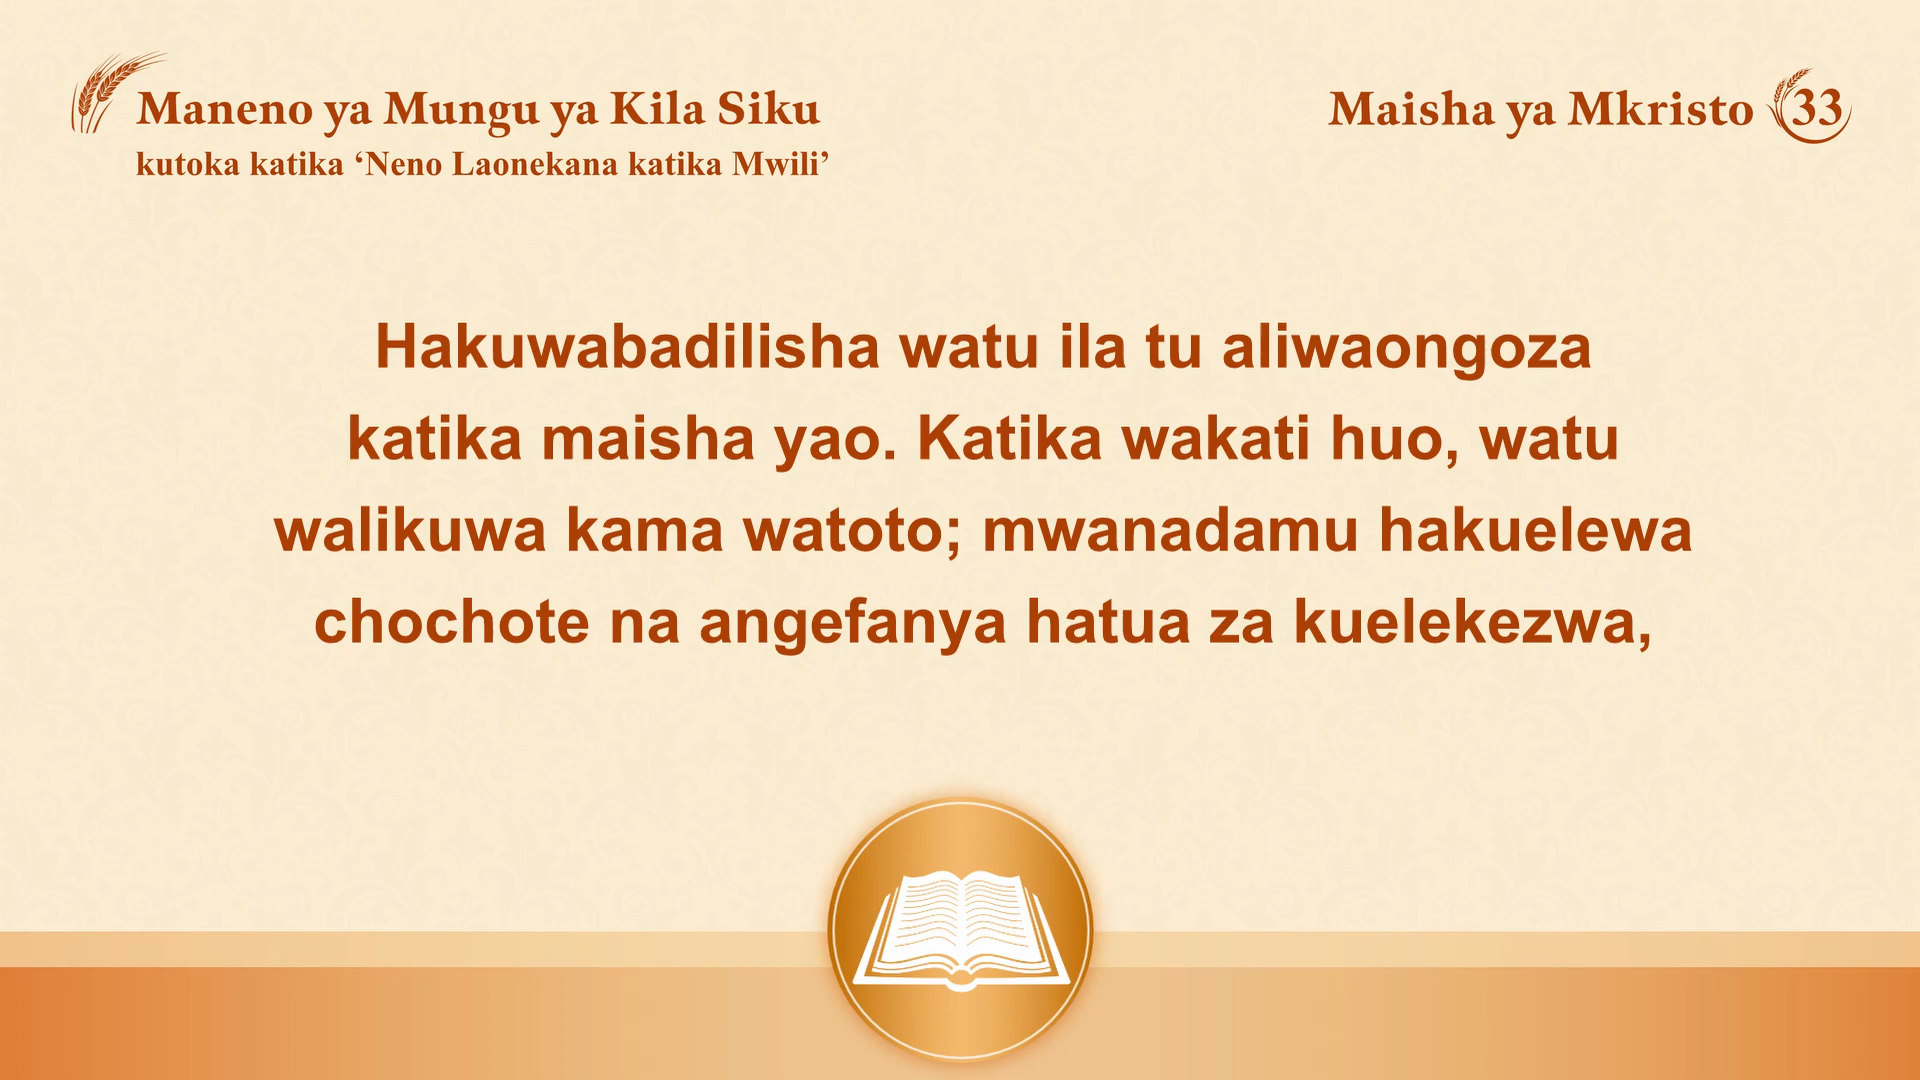 Maneno ya Mungu ya Kila Siku
kutoka katika ‘Neno Laonekana katika Mwili’
Maisha ya Mkristo 33
Hakuwabadilisha watu ila tu aliwaongoza
katika maisha yao. Katika wakati huo, watu
walikuwa kama watoto; mwanadamu hakuelewa
chochote na angefanya hatua za kuelekezwa,